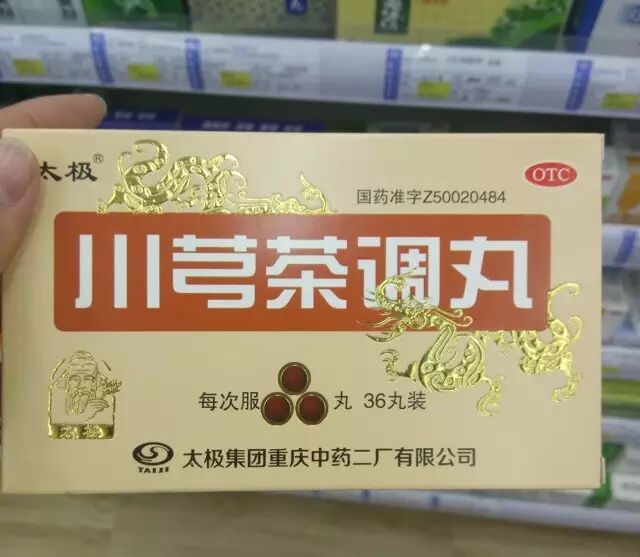 太极®
OTC
国药准字Z50020484
川芎茶调丸
每次服 丸 36丸装
TAIJI
太极集团重庆中药二厂有限公司